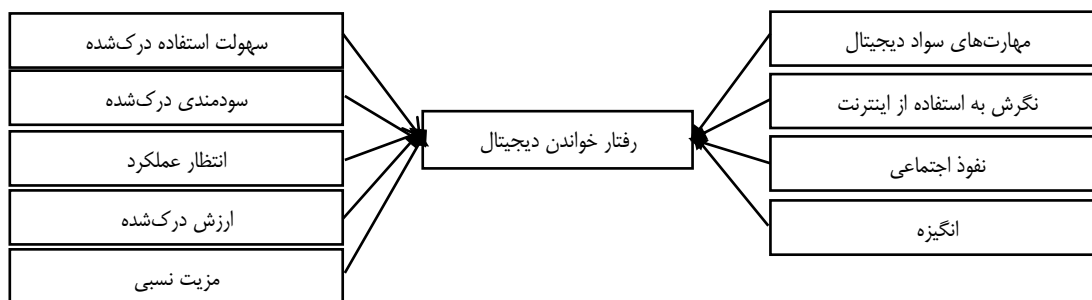 مهارت‌های سواد دیجیتال
نگرش به استفاده از اینترنت
نفوذ اجتماعی
انگیزه
رفتار خواندن دیجیتال
سهولت استفاده درک‌شده
سودمندی درک‌شده
انتظار عملکرد
ارزش درک‌شده
مزیت نسبی